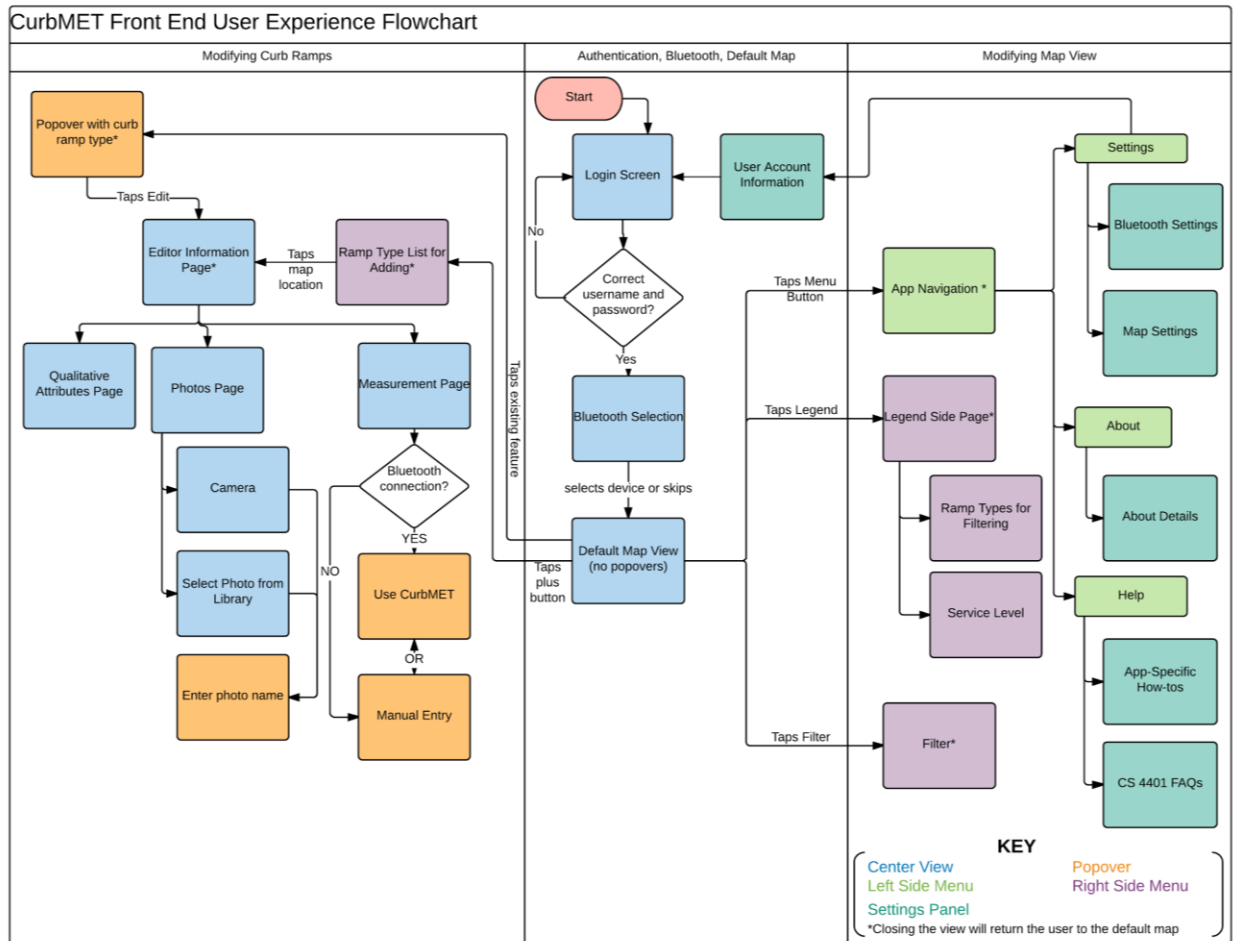 CurbMET Front End User Experience Flowchart
Modifying Curb Ramps
Authentication, Bluetooth, Default Map
Modifying Map View
Popover with curb
ramp type*
Taps Edit
Editor Information
Page*
Taps
map
location
Ramp Type List for
Adding*
Qualitative
Attributes Page
Photos Page
Measurement Page
Camera
Bluetooth
connection?
YES
NO
Select Photo from
Library
Use CurbMET
OR
Enter photo name
Manual Entry
Taps existing feature
Taps
plus
button
Start
Login Screen
User Account
Information
No
Correct
username and
password?
Yes
Bluetooth Selection
selects device or skips
Default Map View
(no popovers)
Taps Menu
Button
Taps Legend
Taps Filter
Settings
Bluetooth Settings
App Navigation *
Map Settings
Legend Side Page*
About
Ramp Types for
Filtering
About Details
Service Level
Help
App-Specific
How-tos
Filter*
CS 4401 FAQs
KEY
Center View
Popover
Left Side Menu
Right Side Menu
Settings Panel
*Closing the view will return the user to the default map